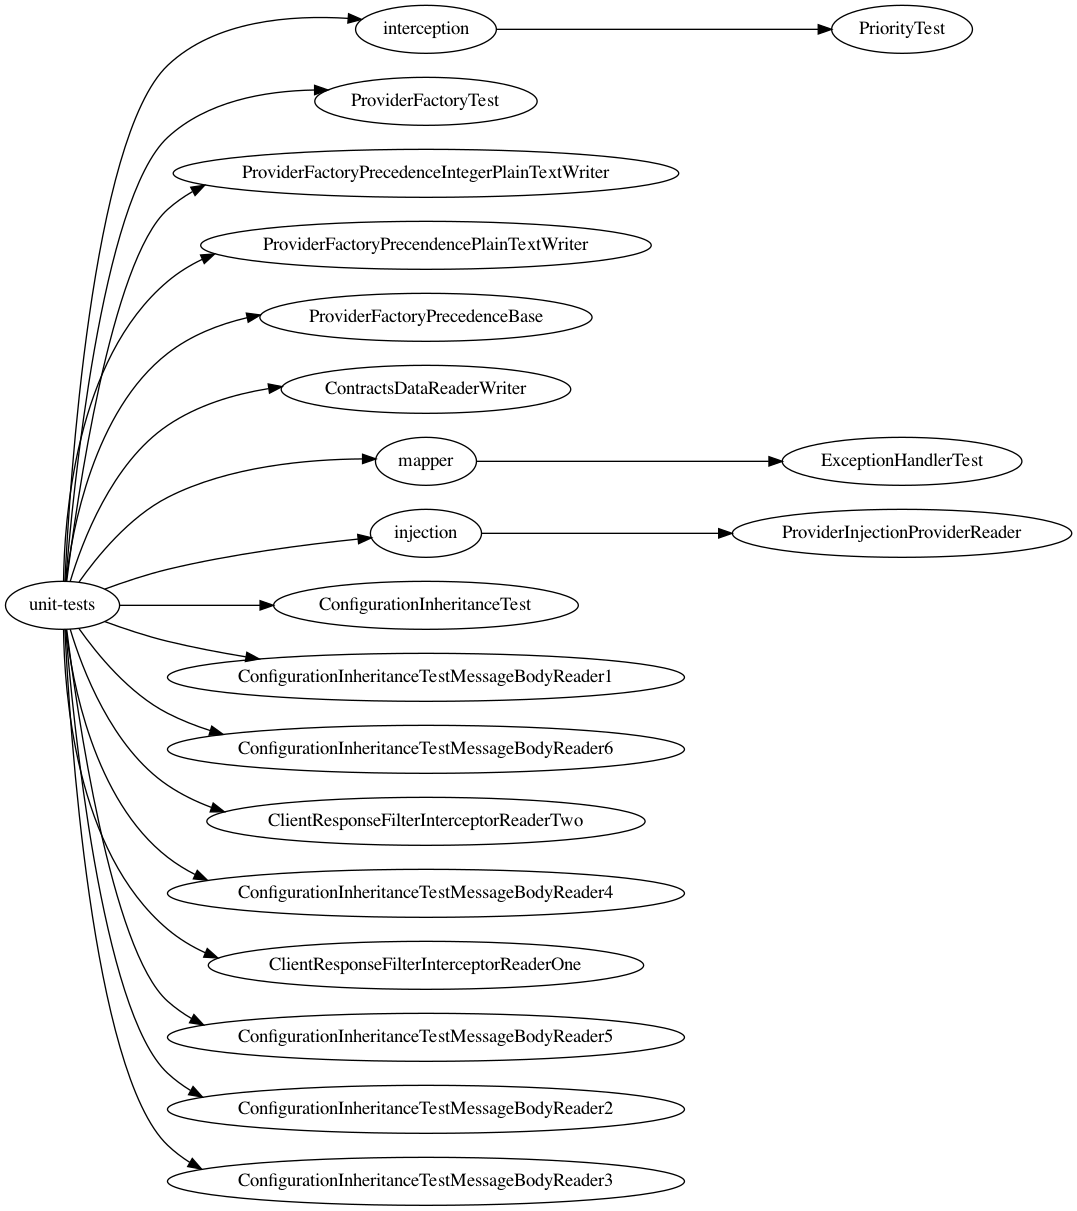 interception
PriorityTest
ProviderFactoryTest
ProviderFactoryPrecedenceIntegerPlainTextWriter
ProviderFactoryPrecendencePlainTextWriter
ProviderFactoryPrecedenceBase
ContractsDataReaderWriter
mapper
ExceptionHandlerTest
injection
ProviderInjectionProviderReader
unit-tests
ConfigurationInheritanceTest
ConfigurationInheritanceTestMessageBodyReader1
ConfigurationInheritanceTestMessageBodyReader6
ClientResponseFilterInterceptorReaderTwo
ConfigurationInheritanceTestMessageBodyReader4
ClientResponseFilterInterceptorReaderOne
ConfigurationInheritanceTestMessageBodyReader5
ConfigurationInheritanceTestMessageBodyReader2
ConfigurationInheritanceTestMessageBodyReader3